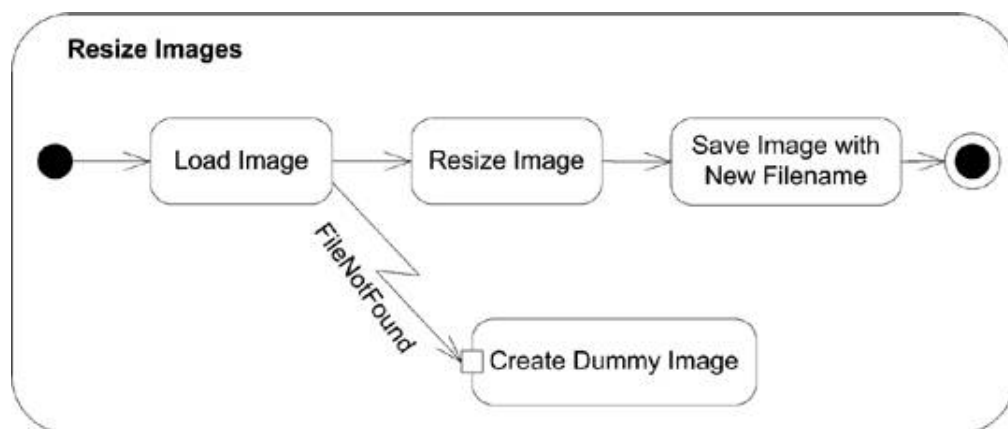 Resize Images
Load Image
Resize Image
Save Image with
New Filename
FileNotFound
Create Dummy Image